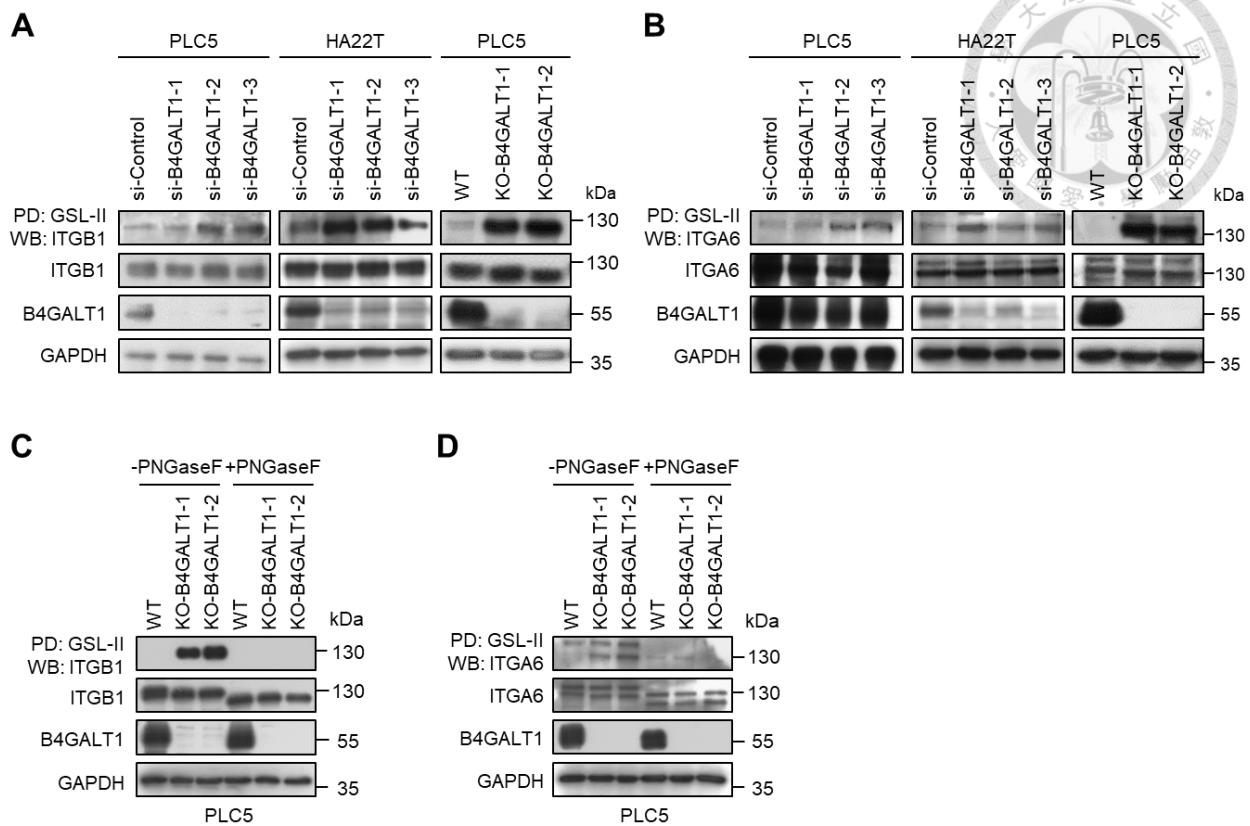 A
PLC5
HA22T
PLC5
si-Control
si-B4GALT1-1
si-B4GALT1-2
si-B4GALT1-3
si-Control
si-B4GALT1-1
si-B4GALT1-2
si-B4GALT1-3
WT
KO-B4GALT1-1
KO-B4GALT1-2
kDa
PD: GSL-II
WB: ITGB1
130
ITGB1
130
B4GALT1
55
GAPDH
35
B
PLC5
HA22T
PLC5
si-Control
si-B4GALT1-1
si-B4GALT1-2
si-B4GALT1-3
si-Control
si-B4GALT1-1
si-B4GALT1-2
si-B4GALT1-3
WT
KO-B4GALT1-1
KO-B4GALT1-2
kDa
PD: GSL-II
WB: ITGA6
130
ITGA6
130
B4GALT1
55
GAPDH
35
C
-PNGaseF +PNGaseF
WT
KO-B4GALT1-1
KO-B4GALT1-2
WT
KO-B4GALT1-1
KO-B4GALT1-2
kDa
PD: GSL-II
WB: ITGB1
130
ITGB1
130
B4GALT1
55
GAPDH
35
PLC5
D
-PNGaseF +PNGaseF
WT
KO-B4GALT1-1
KO-B4GALT1-2
WT
KO-B4GALT1-1
KO-B4GALT1-2
kDa
PD: GSL-II
WB: ITGA6
130
ITGA6
130
B4GALT1
55
GAPDH
35
PLC5